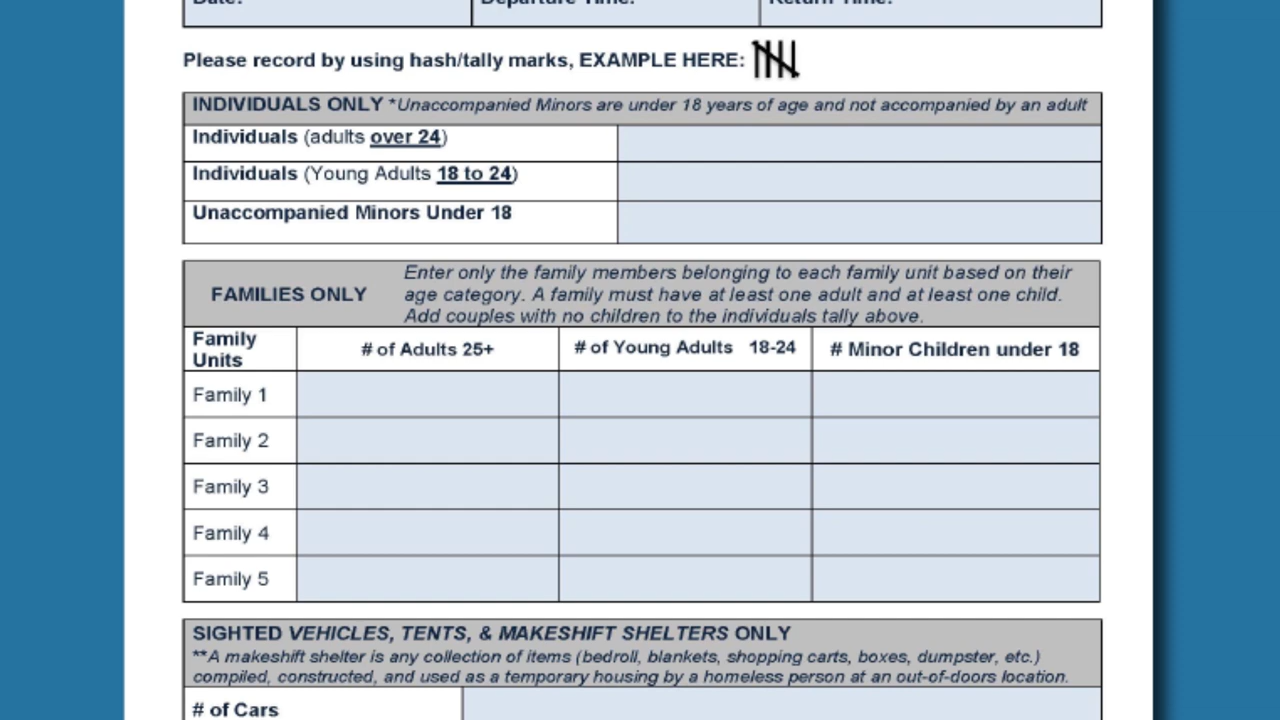 Date: Departure Time: Return Time:
Please record by using hash/tally marks, EXAMPLE HERE:
INDIVIDUALS ONLY *Unaccompanied Minors are under 18 years of age and not accompanied by an adult
Individuals (adults over 24)
Individuals (Young Adults 18 to 24)
Unaccompanied Minors Under 18
FAMILIES ONLY
Enter only the family members belonging to each family unit based on their
age category. A family must have at least one adult and at least one child.
Add couples with no children to the individuals tally above.
Family
Units
# of Adults 25+
# of Young Adults 18-24
# Minor Children under 18
Family 1
Family 2
Family 3
Family 4
Family 5
SIGHTED VEHICLES, TENTS, & MAKESHIFT SHELTERS ONLY
**A makeshift shelter is any collection of items (bedroll, blankets, shopping carts, boxes, dumpster, etc.)
compiled, constructed, and used as a temporary housing by a homeless person at an out-of-doors location.
# of Cars